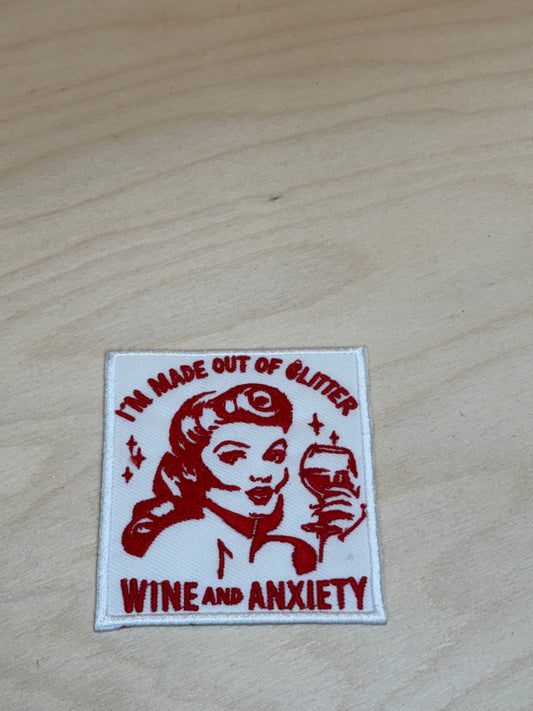 I'M MADE OUT OF GLITTER
WINE AND ANXIETY